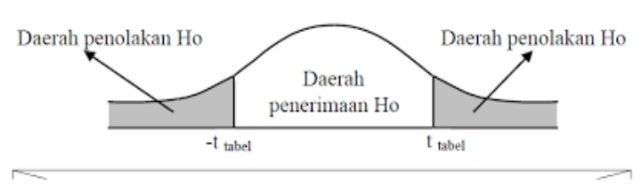 Daerah penolakan Ho
Daerah penolakan Ho
Daerah
penerimaan Ho
-t tabel
t tabel